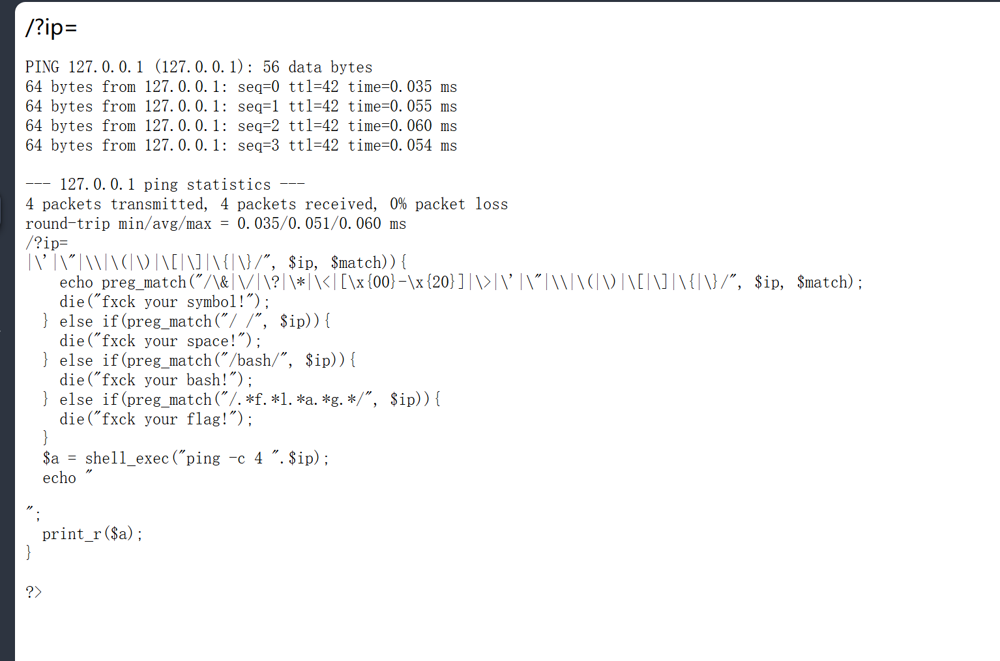 /?ip=
PING 127.0.0.1 (127.0.0.1): 56 data bytes
64 bytes from 127.0.0.1: seq=0 ttl=42 time=0.035 ms
64 bytes from 127.0.0.1: seq=1 ttl=42 time=0.055 ms
64 bytes from 127.0.0.1: seq=2 ttl=42 time=0.060 ms
64 bytes from 127.0.0.1: seq=3 ttl=42 time=0.054 ms
--- 127.0.0.1 ping statistics ---
4 packets transmitted, 4 packets received, 0% packet loss
round-trip min/avg/max = 0.035/0.051/0.060 ms
/?ip=
|\'|\"|\\|\(|\)|\[|\]|\{|\}/", $ip, $match)){
    echo preg_match("/\&|\/|\?|\*|\<|[\x{00}-\x{20}]|\>|\'|\"|\\|\(|\)|\[|\]|\{|\}/", $ip, $match);
    die("fxck your symbol!");
  } else if(preg_match("/ /", $ip)){
    die("fxck your space!");
  } else if(preg_match("/bash/", $ip)){
    die("fxck your bash!");
  } else if(preg_match("/.*f.*l.*a.*g.*/", $ip)){
    die("fxck your flag!");
  }
  $a = shell_exec("ping -c 4 ".$ip);
  echo "
";
  print_r($a);
}
?>